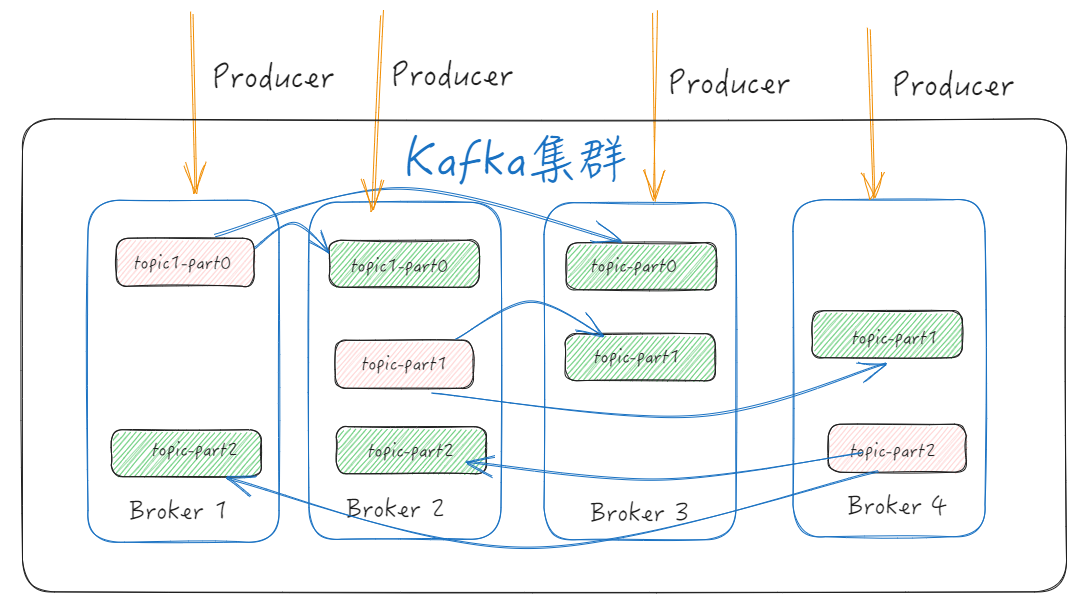 Producer
Producer
Producer
Producer
Kafka集群
topic1-part0
topic1-part0
topic-part0
topic-part1
topic-part1
topic-part1
topic-part2
topic-part2
topic-part2
Broker 1
Broker 2
Broker 3
Broker 4